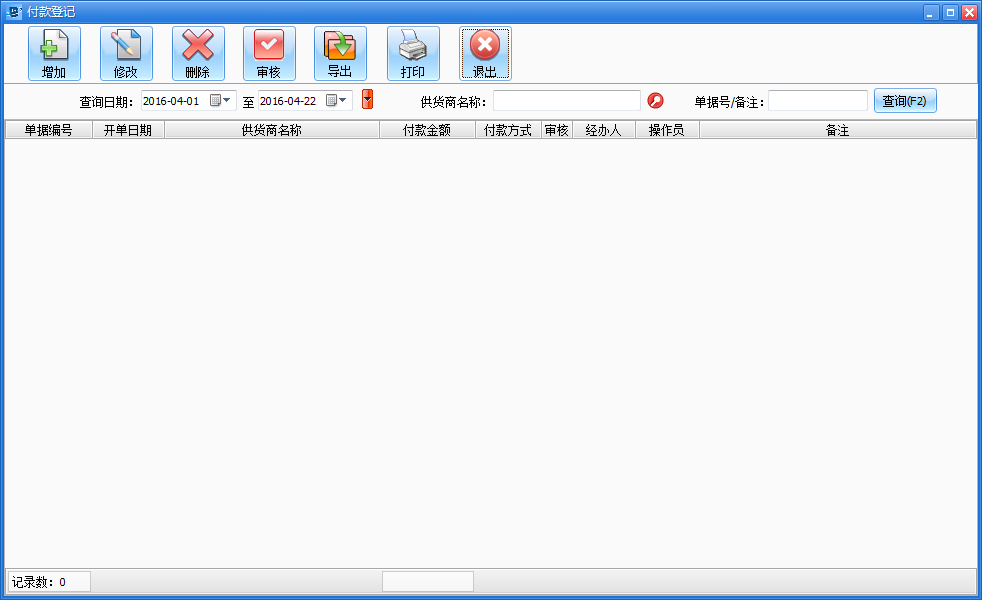 付款登记
增加 修改 删除 审核 导出 打印 退出
查询日期： 2016-04-01 至 2016-04-22 供货商名称： 单据号/备注： 查询(F2)
单据编号 开单日期 供货商名称 付款金额 付款方式 审核 经办人 操作员 备注
记录数： 0